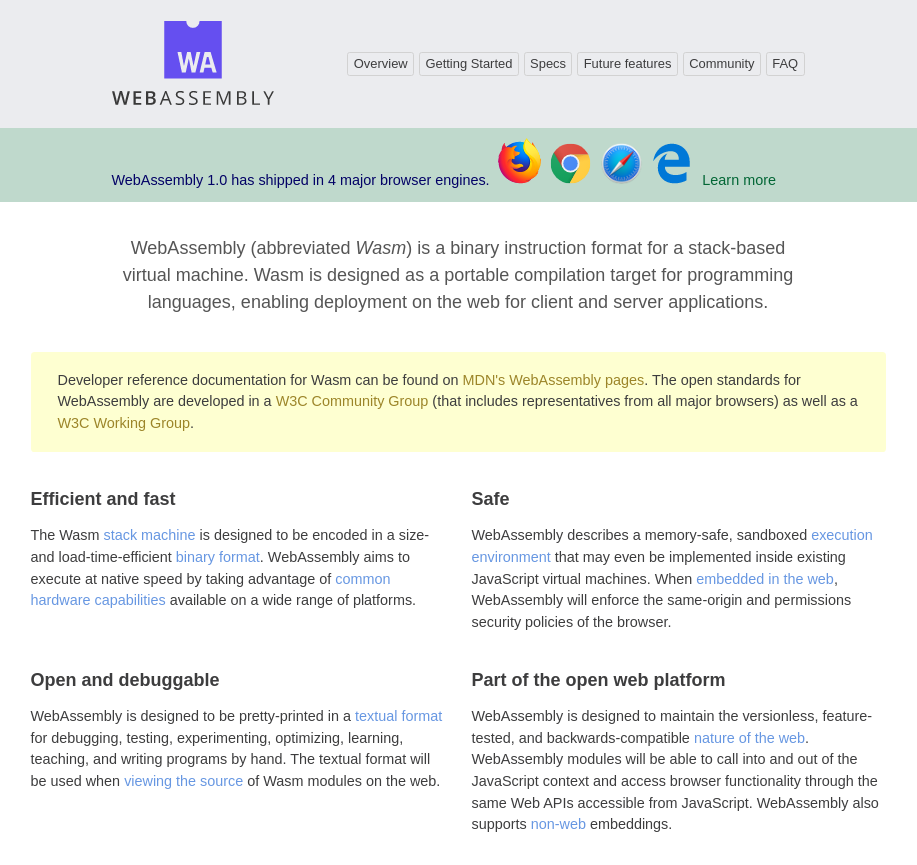 WA
WEBASSEMBLY
Overview Getting Started Specs Future features Community FAQ
WebAssembly 1.0 has shipped in 4 major browser engines. Learn more
WebAssembly (abbreviated Wasm) is a binary instruction format for a stack-based
virtual machine. Wasm is designed as a portable compilation target for programming
languages, enabling deployment on the web for client and server applications.
Developer reference documentation for Wasm can be found on MDN's WebAssembly pages. The open standards for
WebAssembly are developed in a W3C Community Group (that includes representatives from all major browsers) as well as a
W3C Working Group.
Efficient and fast
The Wasm stack machine is designed to be encoded in a size-
and load-time-efficient binary format. WebAssembly aims to
execute at native speed by taking advantage of common
hardware capabilities available on a wide range of platforms.
Safe
WebAssembly describes a memory-safe, sandboxed execution
environment that may even be implemented inside existing
JavaScript virtual machines. When embedded in the web,
WebAssembly will enforce the same-origin and permissions
security policies of the browser.
Open and debuggable
WebAssembly is designed to be pretty-printed in a textual format
for debugging, testing, experimenting, optimizing, learning,
teaching, and writing programs by hand. The textual format will
be used when viewing the source of Wasm modules on the web.
Part of the open web platform
WebAssembly is designed to maintain the versionless, feature-
tested, and backwards-compatible nature of the web.
WebAssembly modules will be able to call into and out of the
JavaScript context and access browser functionality through the
same Web APIs accessible from JavaScript. WebAssembly also
supports non-web embeddings.